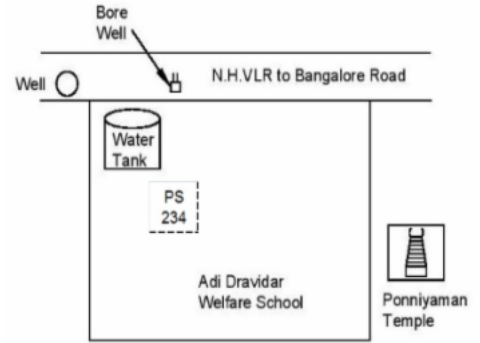 Bore
Well
N.H.VLR to Bangalore Road
Well
Water
Tank
PS
234
Adi Dravidar
Welfare School
Ponniyaman
Temple